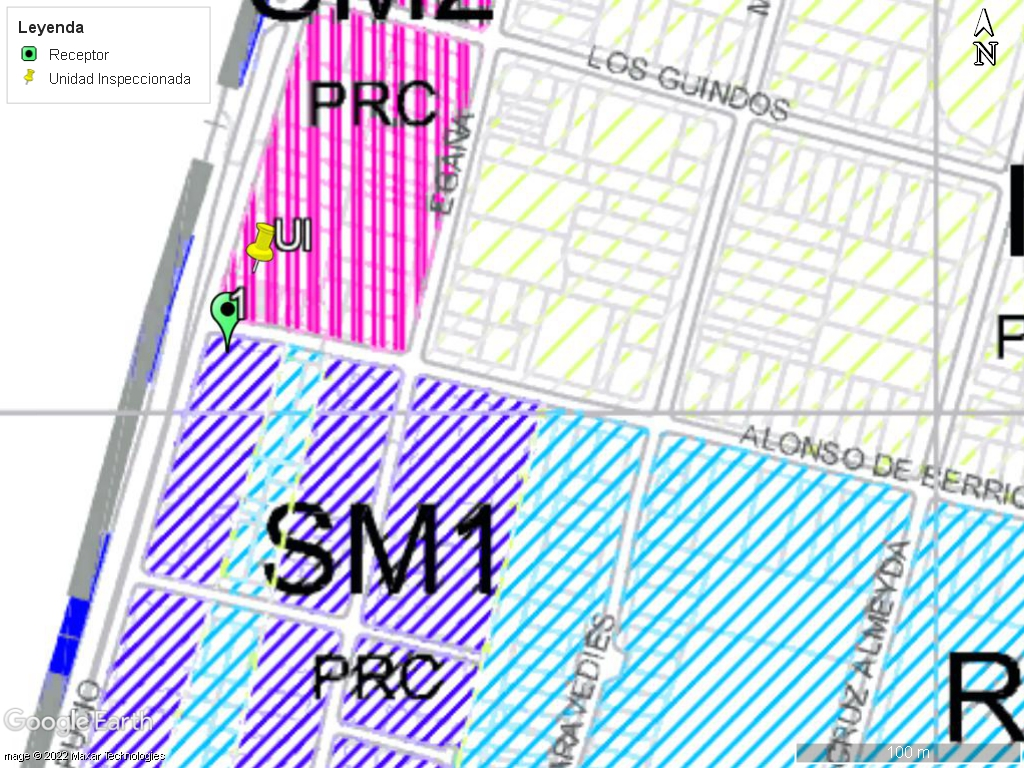 Leyenda
Receptor
Unidad Inspeccionada
PRC
LOS GUINDOS
N
EGAÑA
UI
1
ALONSO DE BERRIO
SM1
PRC
CRUZ ALMEYDA
R
Google Earth
mage © 2022 Maxar Technologies
100 m